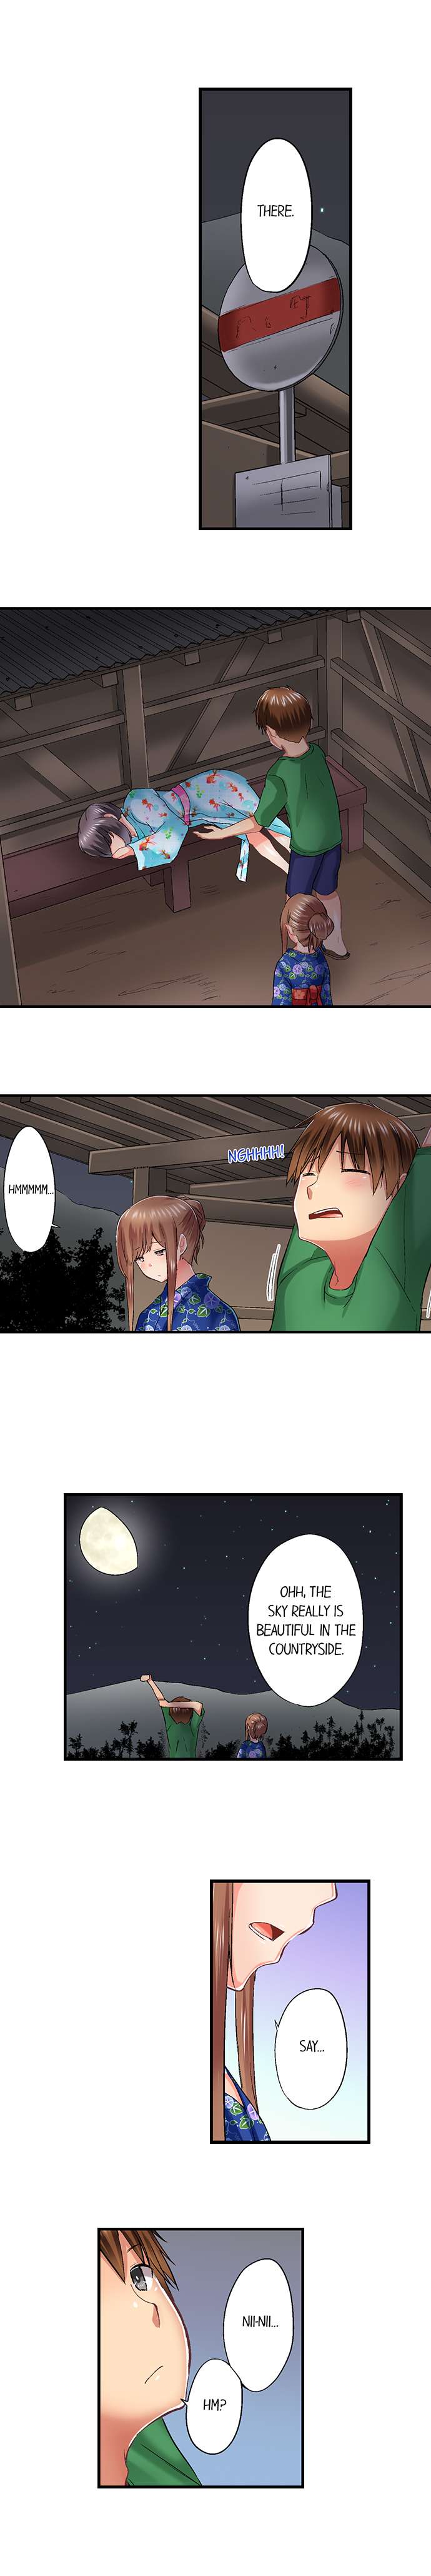 THERE.
HMMMMM...
NGHHHH!
OHH, THE
SKY REALLY IS
BEAUTIFUL IN THE
COUNTRYSIDE.
SAY...
NII-NII...
HM?